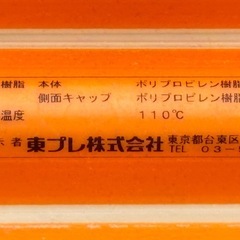 樹脂 本体 ポリプロピレン樹脂
側面キャップ ポリプロピレン樹脂
温度 110℃
者 東プレ株式会社 東京都台東区
TEL 03-